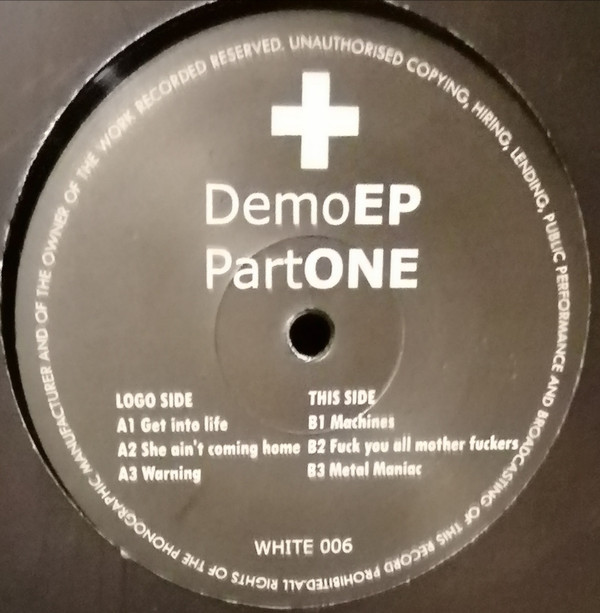 MANUFACTURER AND OF THE OWNER OF THE WORK RECORDED RESERVED. UNAUTHORISED COPYING, HIRING, LENDING, PUBLIC PERFORMANCE AND BROADCASTING OF THIS RECORD PROHIBITED.ALL RIGHTS OF THE PHONOGRAPHIC
DemoEP
PartONE
LOGO SIDE
A1 Get into life
A2 She ain't coming home
A3 Warning
THIS SIDE
B1 Machines
B2 Fuck you all mother fuckers
B3 Metal Maniac
WHITE 006